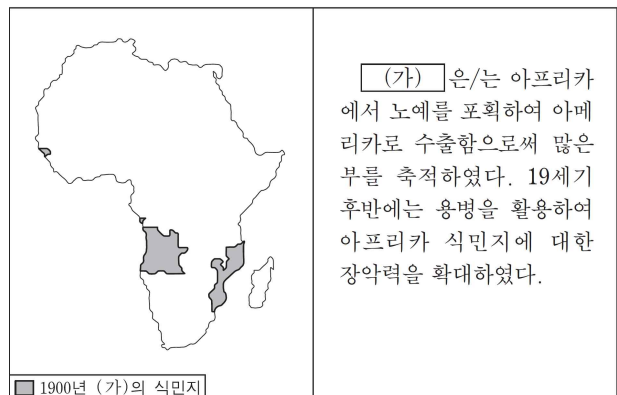 (가) 은/는 아프리카
에서 노예를 포획하여 아메
리카로 수출함으로써 많은
부를 축적하였다. 19세기
후반에는 용병을 활용하여
아프리카 식민지에 대한
장악력을 확대하였다.
1900년 (가)의 식민지